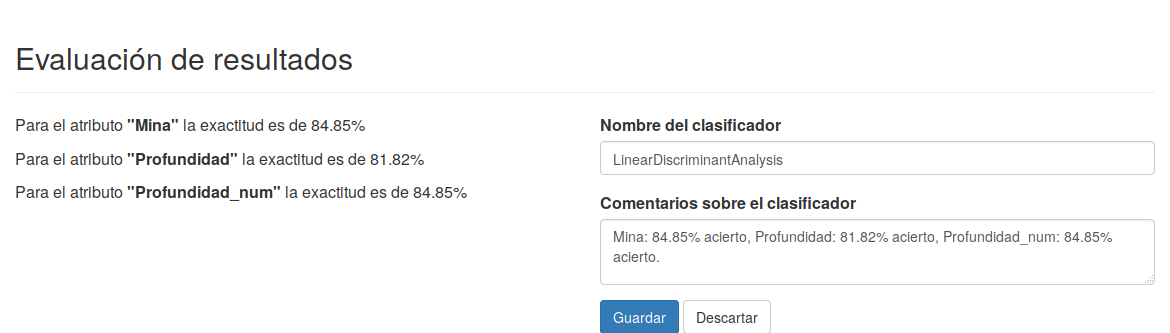 Evaluación de resultados
Para el atributo "Mina" la exactitud es de 84.85%
Para el atributo "Profundidad" la exactitud es de 81.82%
Para el atributo "Profundidad_num" la exactitud es de 84.85%
Nombre del clasificador
LinearDiscriminantAnalysis
Comentarios sobre el clasificador
Mina: 84.85% acierto, Profundidad: 81.82% acierto, Profundidad_num: 84.85%
acierto.
Guardar Descartar